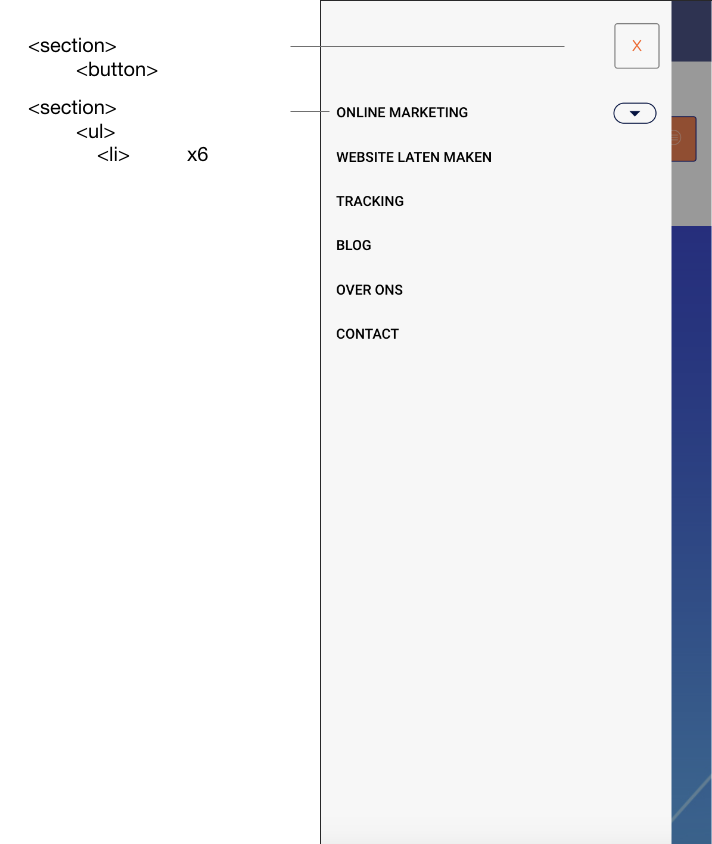 <section>
<button>
<section>
<ul>
<li> x6
X
ONLINE MARKETING
WEBSITE LATEN MAKEN
TRACKING
BLOG
OVER ONS
CONTACT